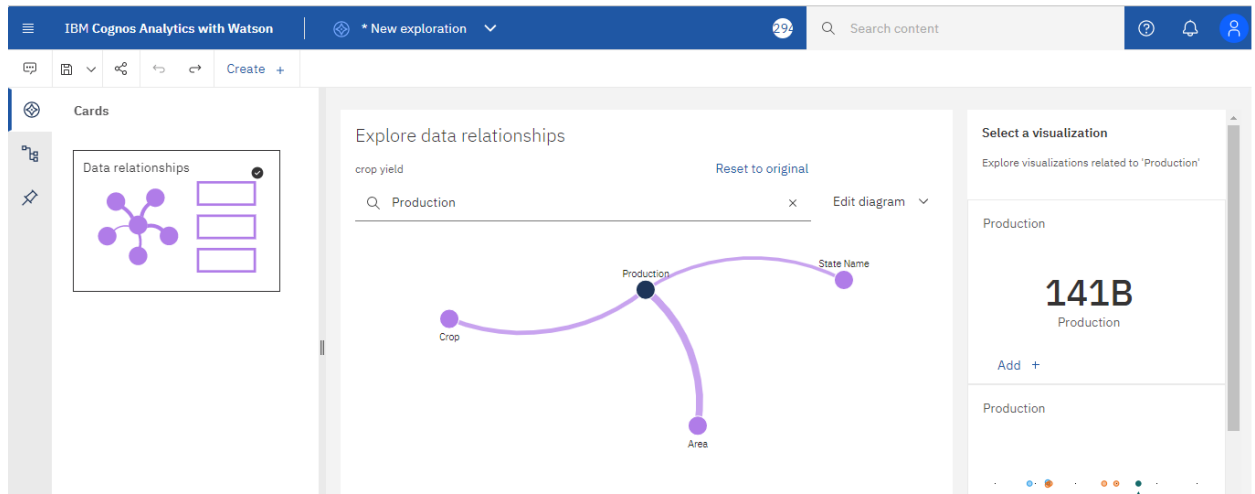 IBM Cognos Analytics with Watson
* New exploration
294
Search content
Create +
Cards
Data relationships
Explore data relationships
crop yield
Reset to original
Production
Edit diagram
Production
State Name
Crop
Area
Select a visualization
Explore visualizations related to 'Production'
Production
141B
Production
Add +
Production